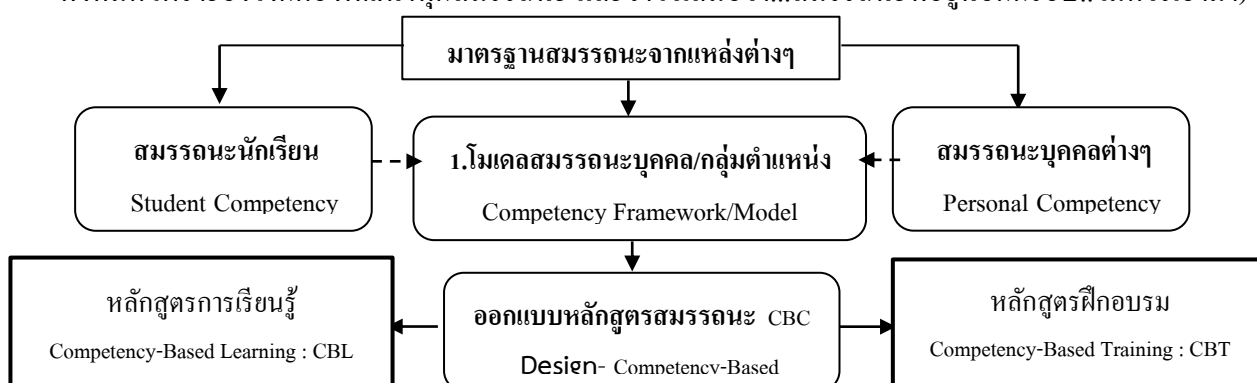 มาตรฐานสมรรถนะจากแหล่งต่างๆ
สมรรถนะนักเรียน
Student Competency
1.โมเดลสมรรถนะบุคคล/กลุ่มตำแหน่ง
Competency Framework/Model
สมรรถนะบุคคลต่างๆ
Personal Competency
หลักสูตรการเรียนรู้
Competency-Based Learning : CBL
ออกแบบหลักสูตรสมรรถนะ CBC
Design- Competency-Based
หลักสูตรฝึกอบรม
Competency-Based Training : CBT